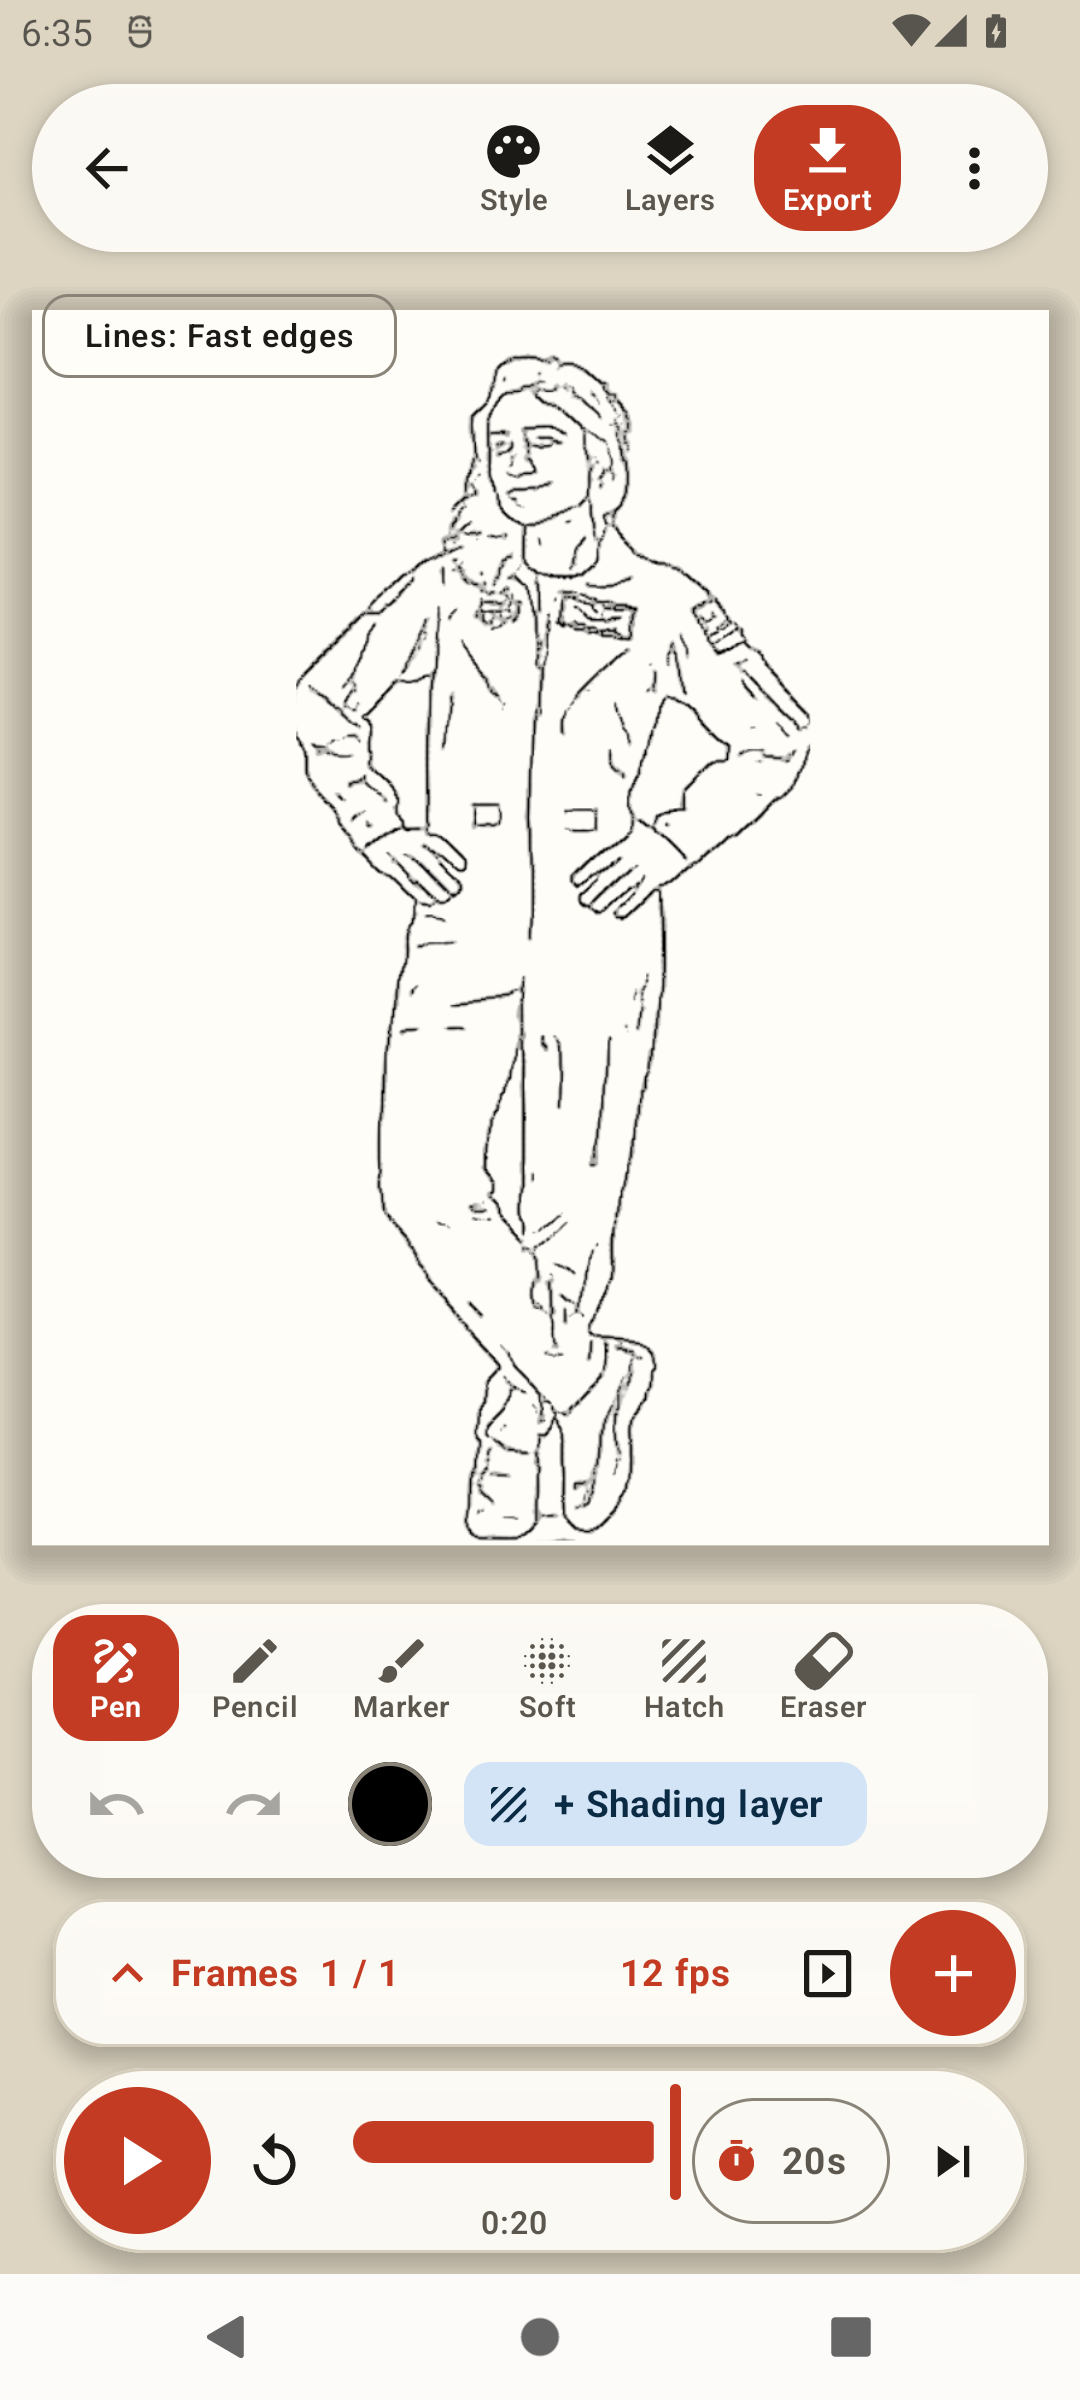 6:35
Style
Layers
Export
Lines: Fast edges
Pen
Pencil
Marker
Soft
Hatch
Eraser
+ Shading layer
Frames 1 / 1
12 fps
20s
0:20